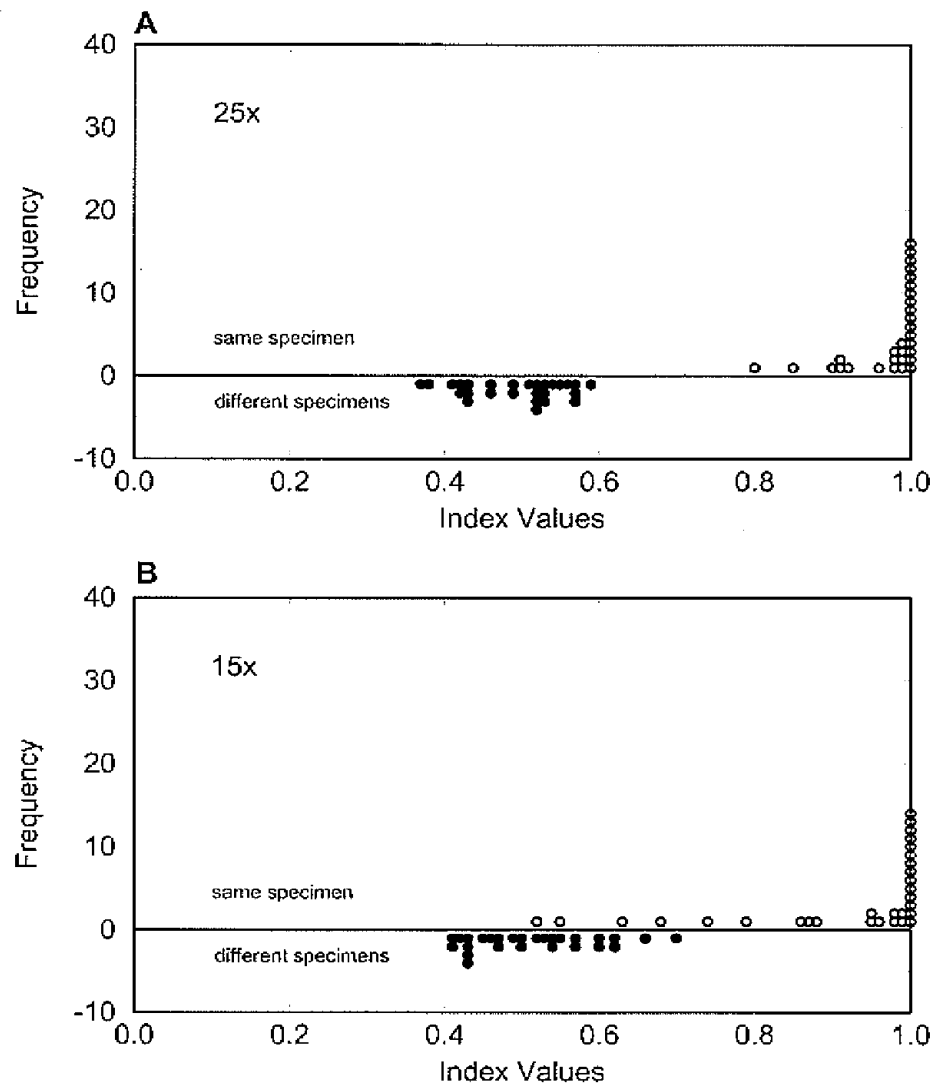 A
40
25x
30
20
Frequency
10
same specimen
0
different specimens
-10
0.0 0.2 0.4 0.6 0.8 1.0
Index Values
B
40
15x
30
20
Frequency
10
same specimen
0
different specimens
-10
0.0 0.2 0.4 0.6 0.8 1.0
Index Values